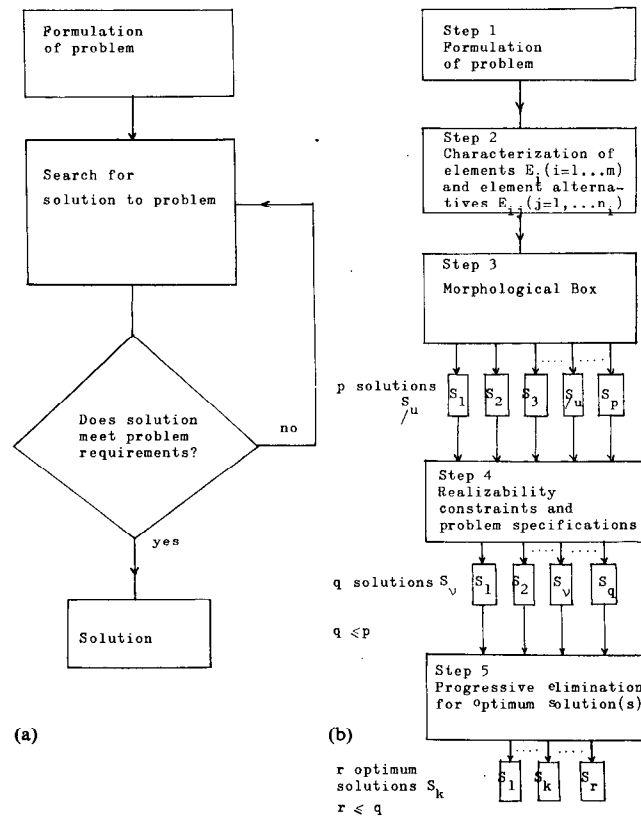 Formulation
of problem
Search for
solution to problem
Does solution
meet problem
requirements?
no
yes
Solution
(a)
Step 1
Formulation
of problem
Step 2
Characterization of
elements E_i(i=1...m)
and element alterna-
tives E_ij(j=1,...n_i)
Step 3
Morphological Box
p solutions
S_/u
S_1 S_2 S_3 S_/u S_p
Step 4
Realizability
constraints and
problem specifications
q solutions S_ν
S_1 S_2 S_ν S_q
q ⩽p
Step 5
Progressive elimination
for optimum solution(s)
(b)
r optimum
solutions S_k
r ⩽ q
S_1 S_k S_r